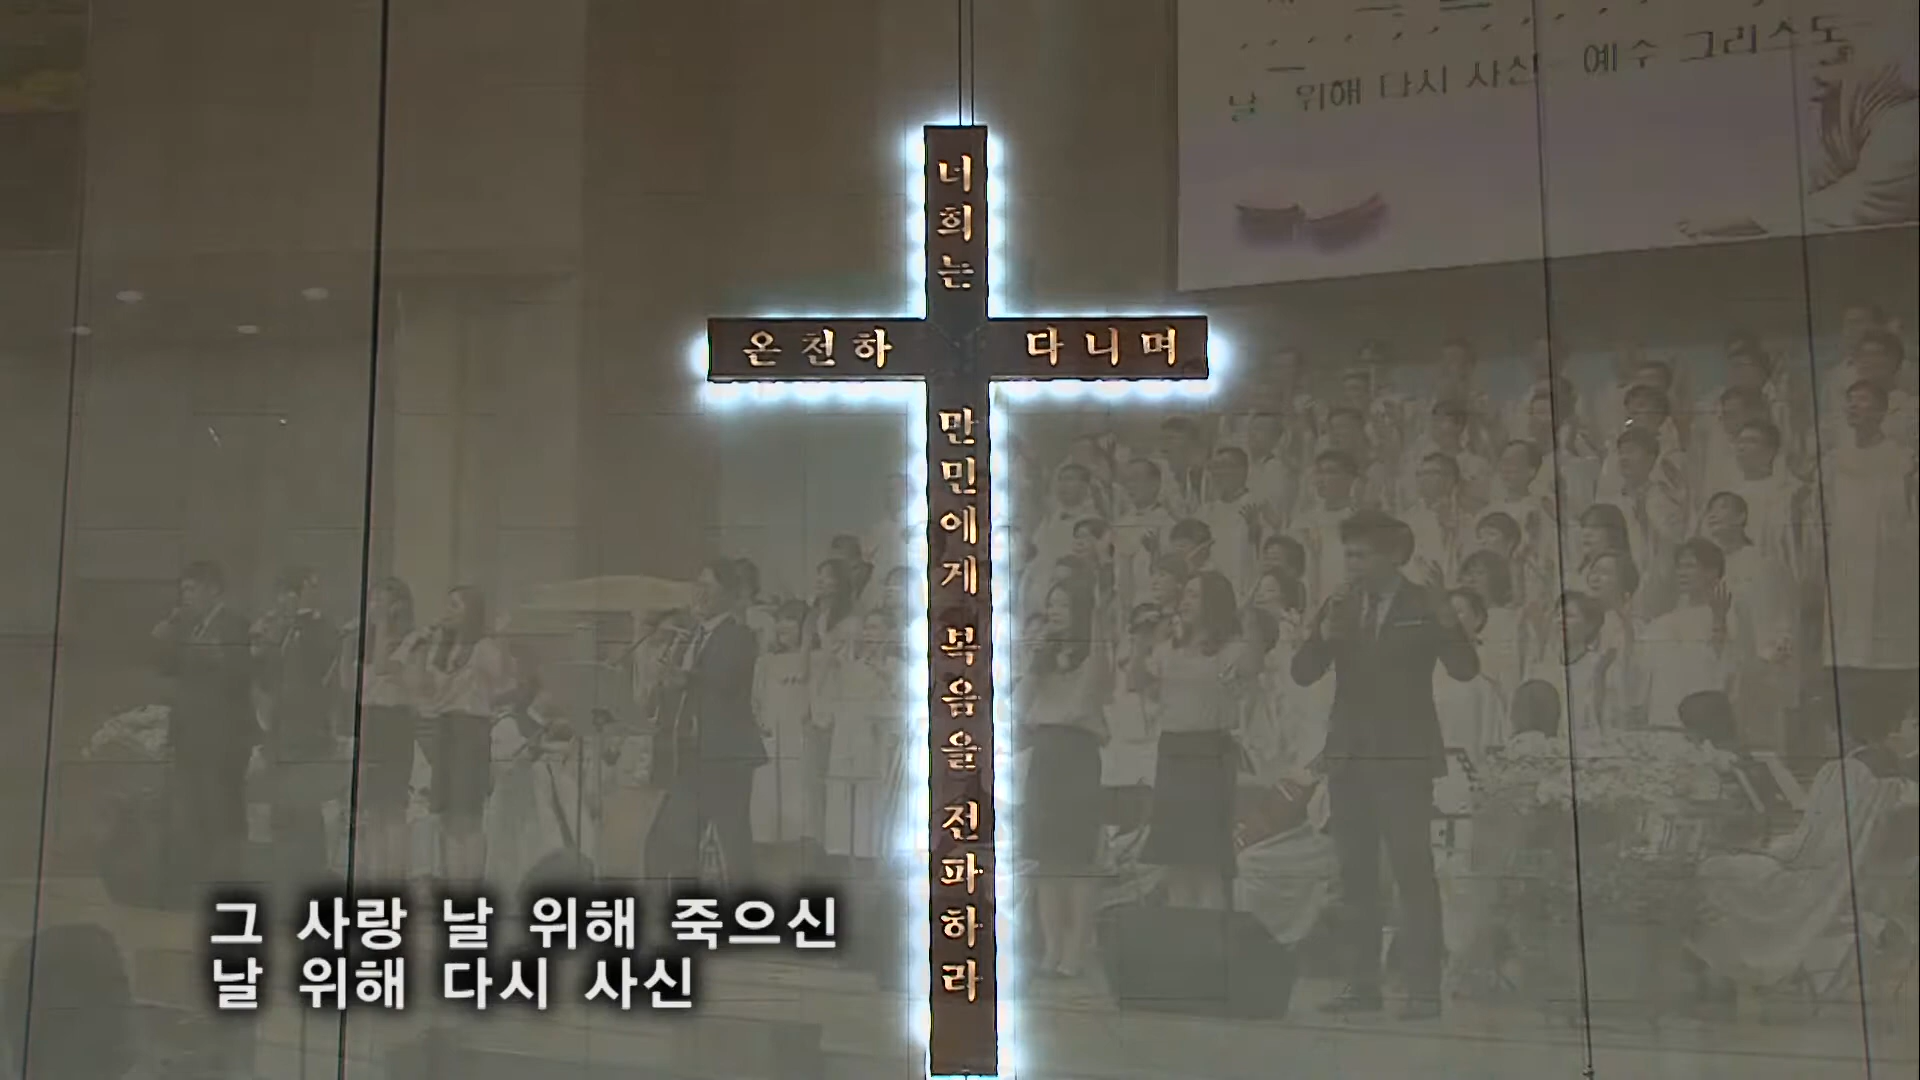 날 위해 다시 사신 예수 그리스도
너희는
온천하 다니며
만민에게 복음을 전파하라
그 사랑 날 위해 죽으신
날 위해 다시 사신